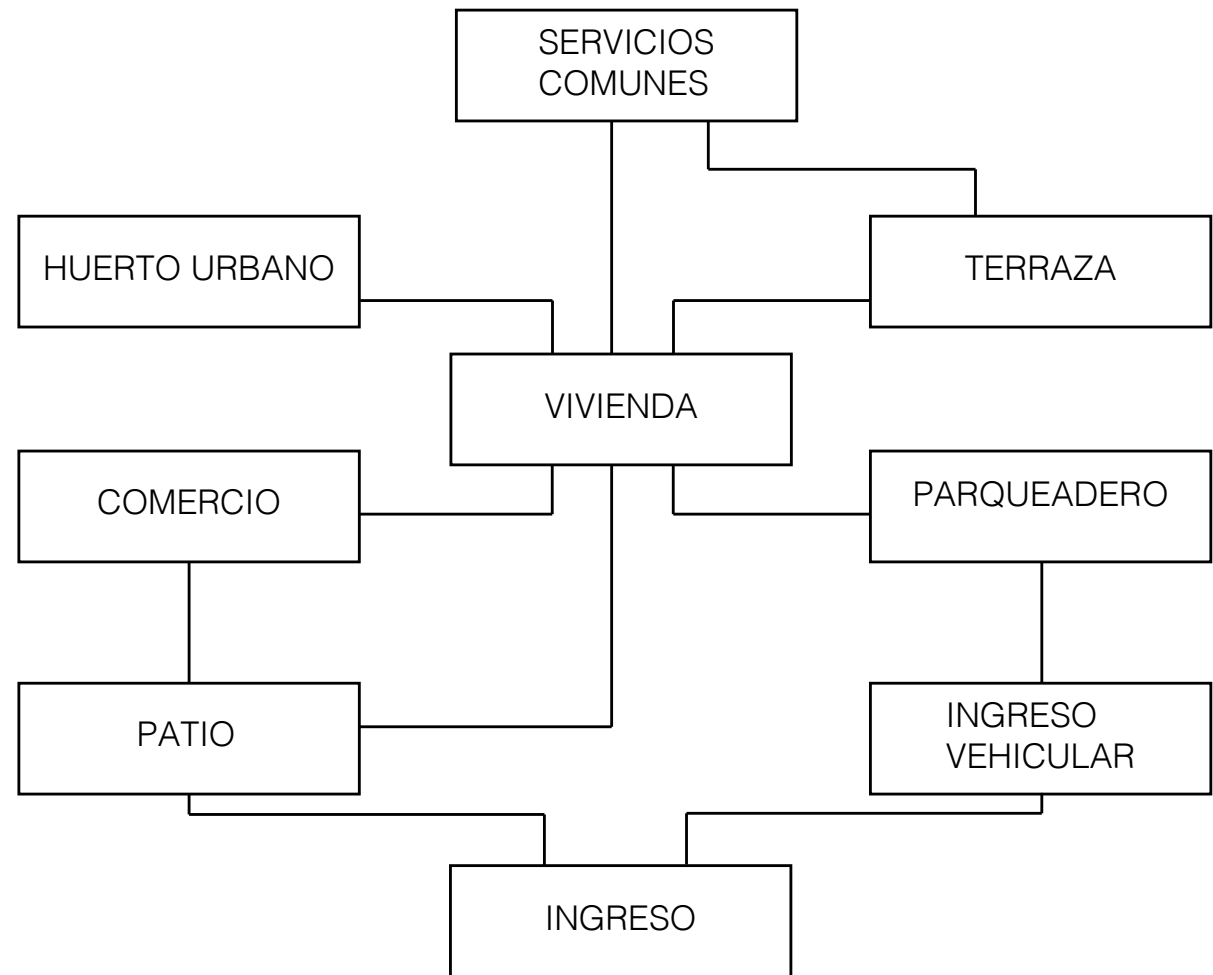 SERVICIOS
COMUNES
HUERTO URBANO
TERRAZA
VIVIENDA
COMERCIO
PARQUEADERO
PATIO
INGRESO
VEHICULAR
INGRESO